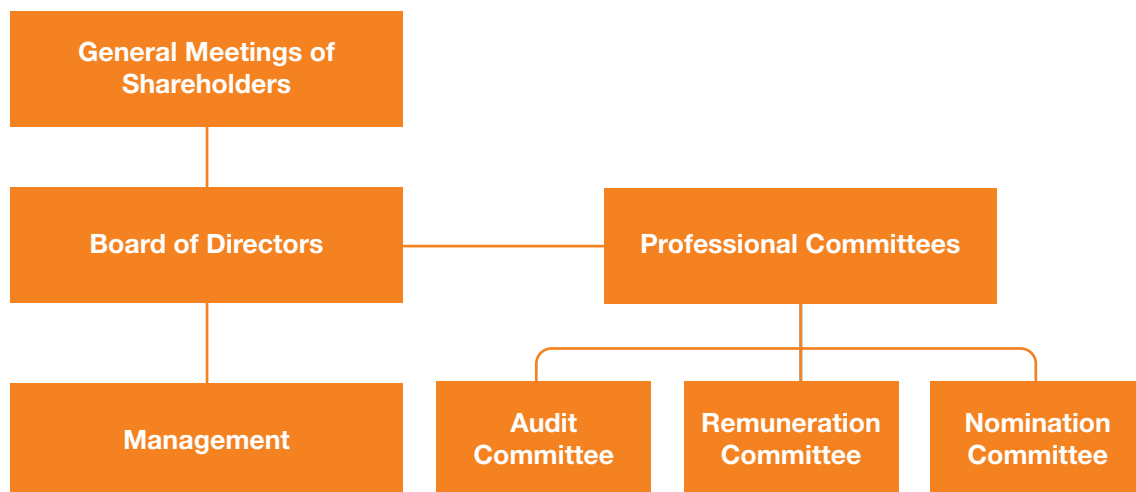 General Meetings of
Shareholders
Board of Directors
Professional Committees
Management
Audit
Committee
Remuneration
Committee
Nomination
Committee